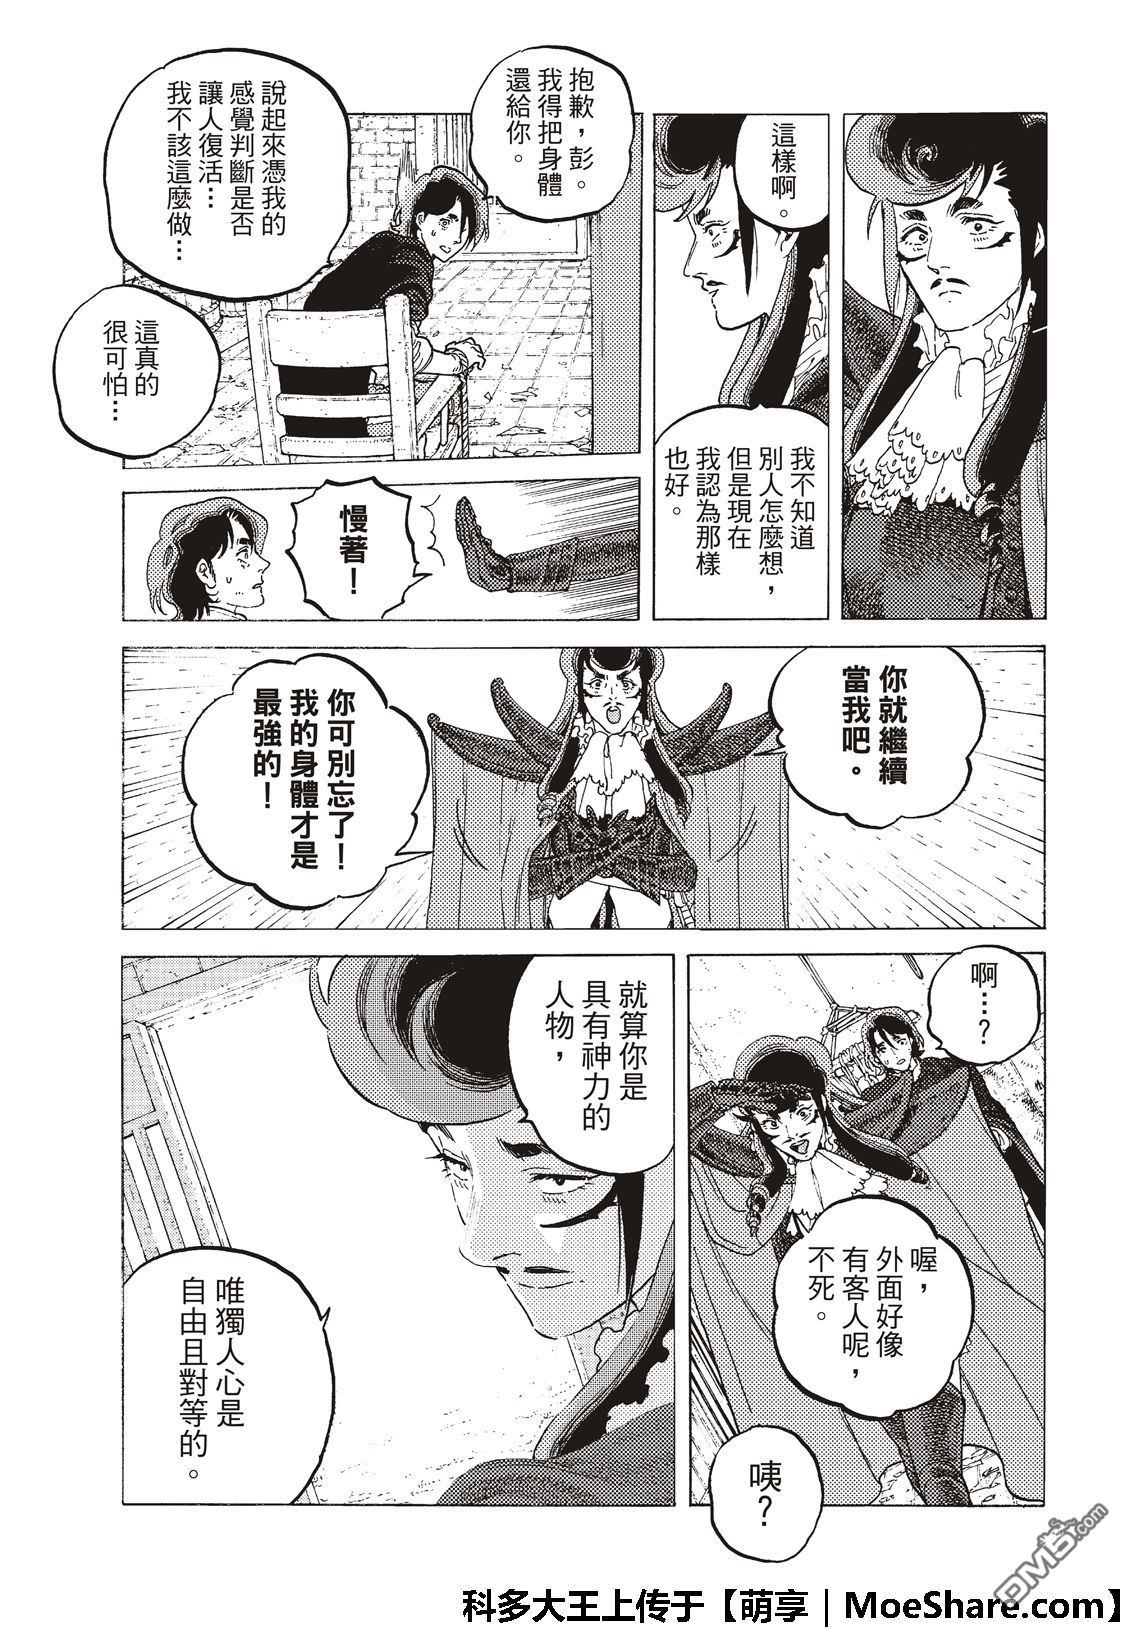 這樣啊。
我不知道
別人怎麼想，
但是現在
我認為那樣
也好。
抱歉，彭。
我得把身體
還給你。
說起來憑我的
感覺判斷是否
讓人復活…
我不該這麼做…
這真的
很可怕…
慢著！
你就繼續
當我吧。
你可別忘了！
我的身體才是
最強的！
啊…？
喔，
外面好像
有客人呢，
不死。
咦？
就算你是
具有神力的
人物，
唯獨人心是
自由且對等的。
DM5.com
科多大王上传于【萌享｜MoeShare.com】